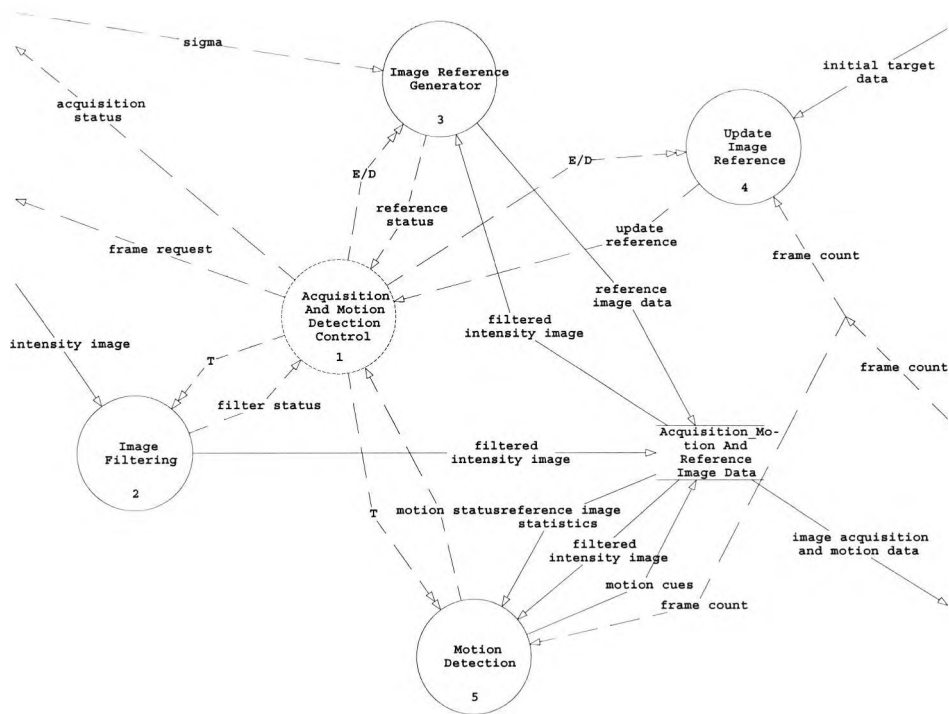 sigma
Image Reference
Generator
3
initial target
data
acquisition
status
Update
Image
Reference
4
E/D
E/D
reference
status
update
reference
frame request
frame count
Acquisition
And Motion
Detection
Control
1
reference
image data
filtered
intensity image
intensity image
T
frame count
filter status
Image
Filtering
2
filtered
intensity image
Acquisition_Mo-
tion And
Reference
Image Data
T
motion status
reference image
statistics
filtered
intensity image
image acquisition
and motion data
motion cues
frame count
Motion
Detection
5